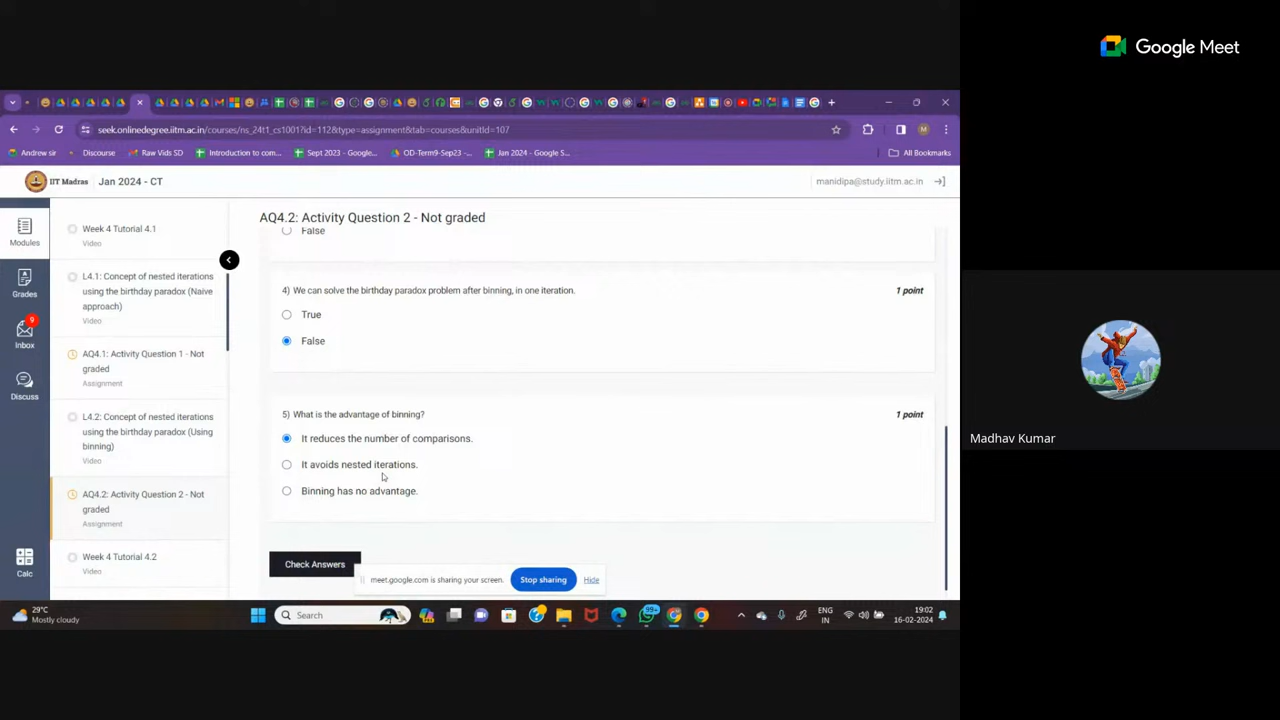 Google Meet
seek.onlinedegree.iitm.ac.in/courses/ns_24t1_cs1001?id=112&type=assignment&tab=courses&unitId=107
Andrew sir
Discourse
Raw Vids SD
Introduction to com...
Sept 2023 - Google...
OD-Term9-Sep23 -...
Jan 2024 - Google S...
All Bookmarks
IIT Madras
Jan 2024 - CT
manidipa@study.iitm.ac.in
Modules
Grades
9
Inbox
Discuss
Calc
Week 4 Tutorial 4.1
Video
L4.1: Concept of nested iterations
using the birthday paradox (Naive
approach)
Video
AQ4.1: Activity Question 1 - Not
graded
Assignment
L4.2: Concept of nested iterations
using the birthday paradox (Using
binning)
Video
AQ4.2: Activity Question 2 - Not
graded
Assignment
Week 4 Tutorial 4.2
Video
AQ4.2: Activity Question 2 - Not graded
False
4) We can solve the birthday paradox problem after binning, in one iteration.
1 point
True
False
5) What is the advantage of binning?
1 point
It reduces the number of comparisons.
It avoids nested iterations.
Binning has no advantage.
Check Answers
meet.google.com is sharing your screen.
Stop sharing
Hide
Madhav Kumar
29°C
Mostly cloudy
Search
99+
ENG
IN
19:02
16-02-2024